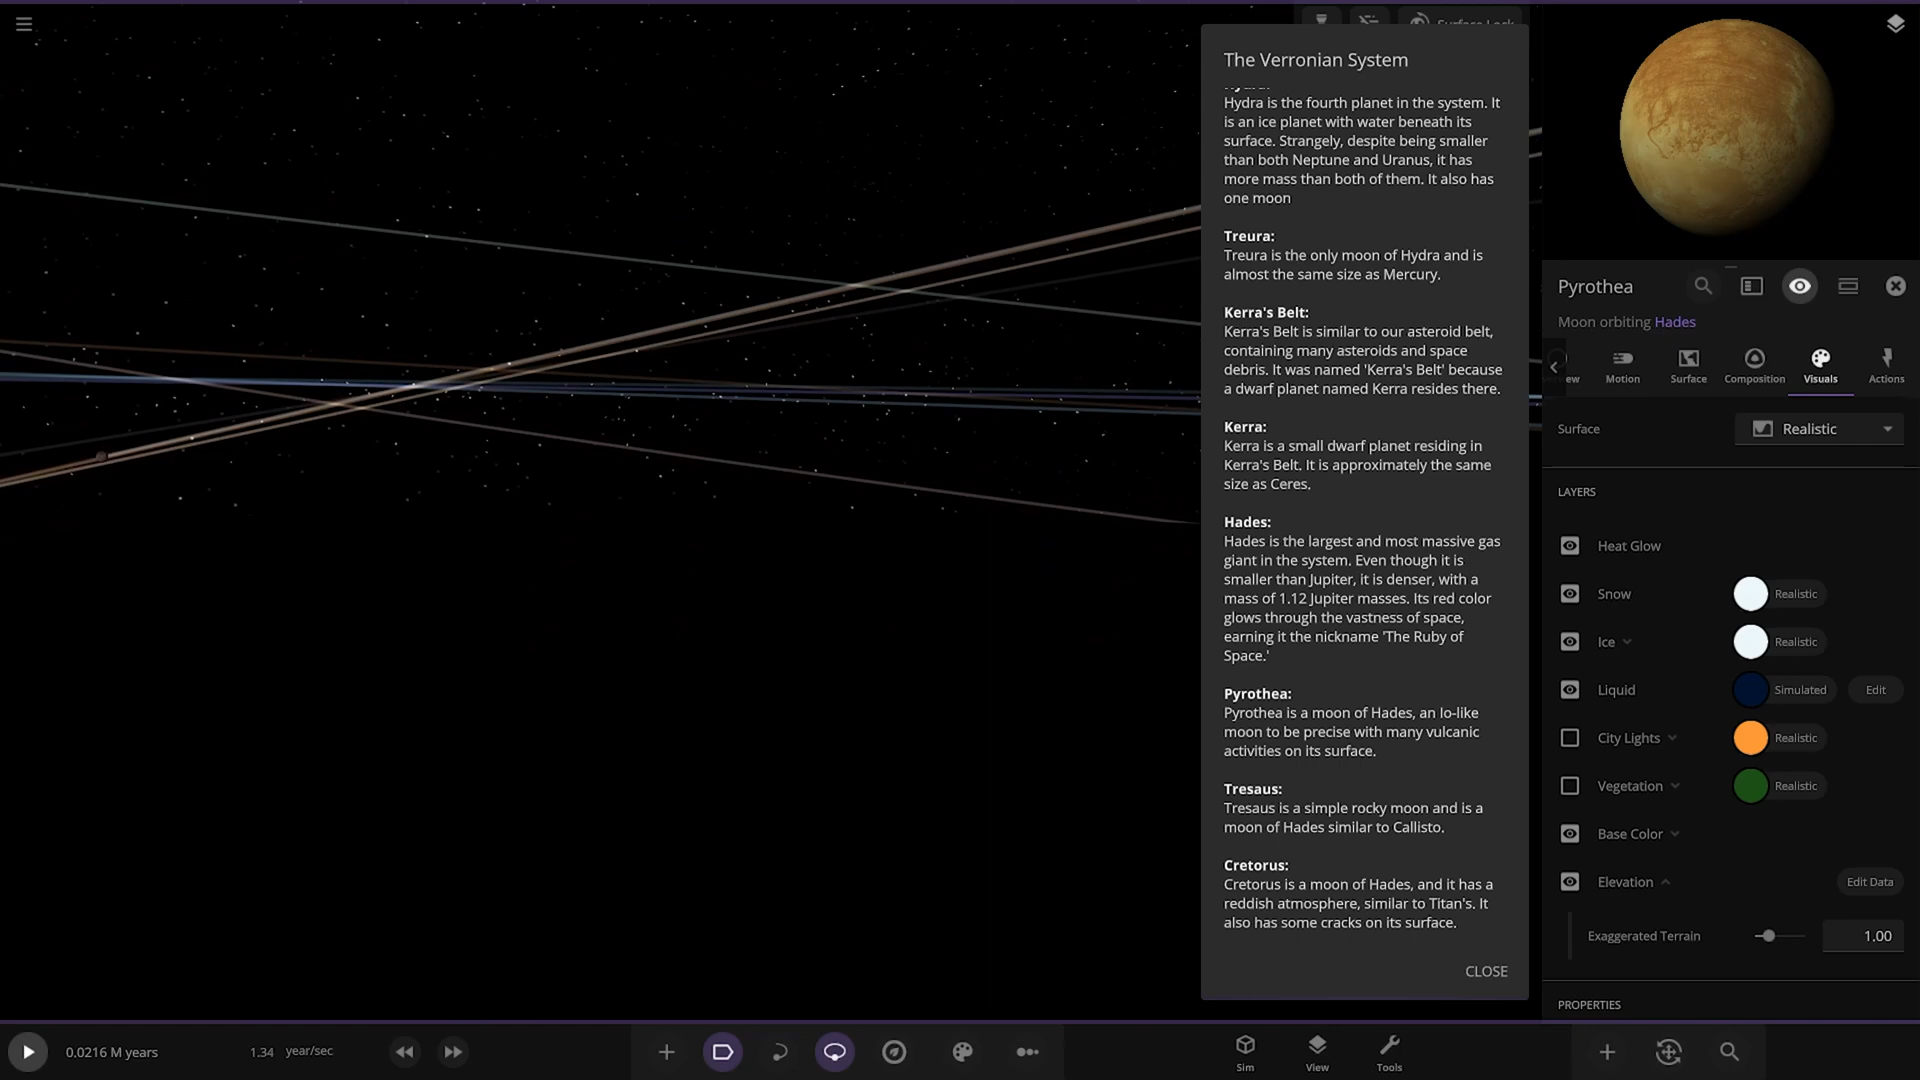 Surface Lock
The Verronian System
Hydra:
Hydra is the fourth planet in the system. It
is an ice planet with water beneath its
surface. Strangely, despite being smaller
than both Neptune and Uranus, it has
more mass than both of them. It also has
one moon
Treura:
Treura is the only moon of Hydra and is
almost the same size as Mercury.
Kerra's Belt:
Kerra's Belt is similar to our asteroid belt,
containing many asteroids and space
debris. It was named 'Kerra's Belt' because
a dwarf planet named Kerra resides there.
Kerra:
Kerra is a small dwarf planet residing in
Kerra's Belt. It is approximately the same
size as Ceres.
Hades:
Hades is the largest and most massive gas
giant in the system. Even though it is
smaller than Jupiter, it is denser, with a
mass of 1.12 Jupiter masses. Its red color
glows through the vastness of space,
earning it the nickname 'The Ruby of
Space.'
Pyrothea:
Pyrothea is a moon of Hades, an Io-like
moon to be precise with many vulcanic
activities on its surface.
Tresaus:
Tresaus is a simple rocky moon and is a
moon of Hades similar to Callisto.
Cretorus:
Cretorus is a moon of Hades, and it has a
reddish atmosphere, similar to Titan's. It
also has some cracks on its surface.
CLOSE
Pyrothea
Moon orbiting Hades
ew Motion Surface Composition Visuals Actions
Surface Realistic
LAYERS
Heat Glow
Snow Realistic
Ice Realistic
Liquid Simulated Edit
City Lights Realistic
Vegetation Realistic
Base Color
Elevation Edit Data
Exaggerated Terrain 1.00
PROPERTIES
0.0216 M years 1.34 year/sec
Sim View Tools